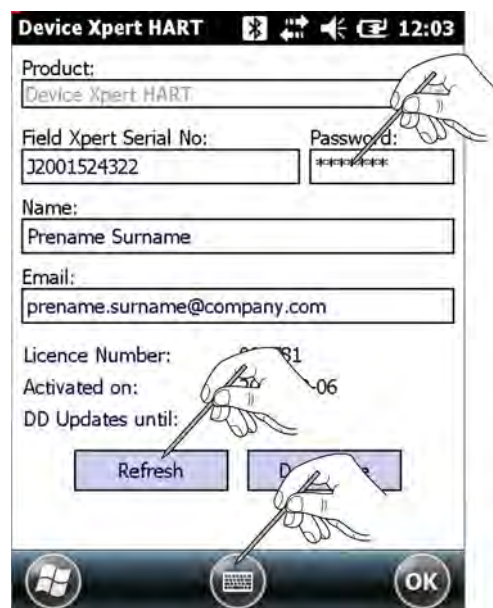 Device Xpert HART 12:03
Product:
Device Xpert HART
Field Xpert Serial No: Password:
J2001524322 *******
Name:
Prename Surname
Email:
prename.surname@company.com
Licence Number:
Activated on:
DD Updates until:
Refresh
OK